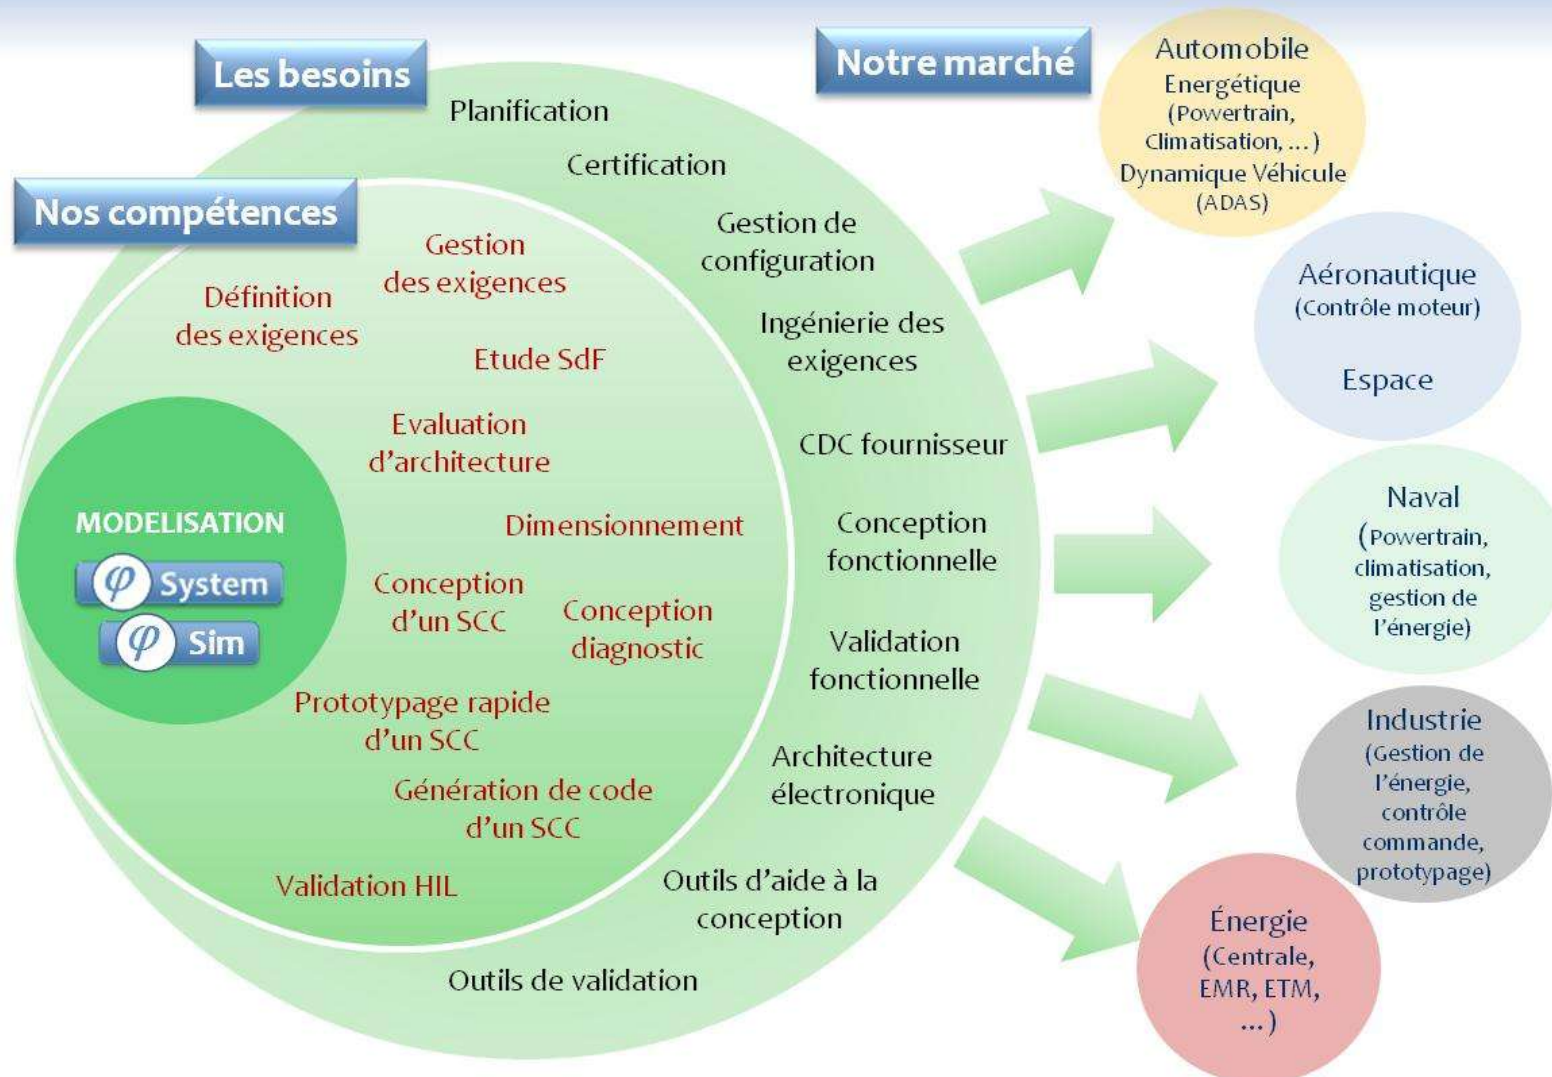 Les besoins
Planification
Certification
Gestion de
configuration
Ingénierie des
exigences
CDC fournisseur
Conception
fonctionnelle
Validation
fonctionnelle
Architecture
électronique
Outils d'aide à la
conception
Outils de validation
Nos compétences
Gestion
des exigences
Définition
des exigences
Etude SdF
Evaluation
d'architecture
Dimensionnement
Conception
d'un SCC
Conception
diagnostic
Prototypage rapide
d'un SCC
Génération de code
d'un SCC
Validation HIL
MODELISATION
φ System
φ Sim
Notre marché
Automobile
Energétique
(Powertrain,
Climatisation, ...)
Dynamique Véhicule
(ADAS)
Aéronautique
(Contrôle moteur)
Espace
Naval
(Powertrain,
climatisation,
gestion de
l'énergie)
Industrie
(Gestion de
l'énergie,
contrôle
commande,
prototypage)
Énergie
(Centrale,
EMR, ETM,
...)